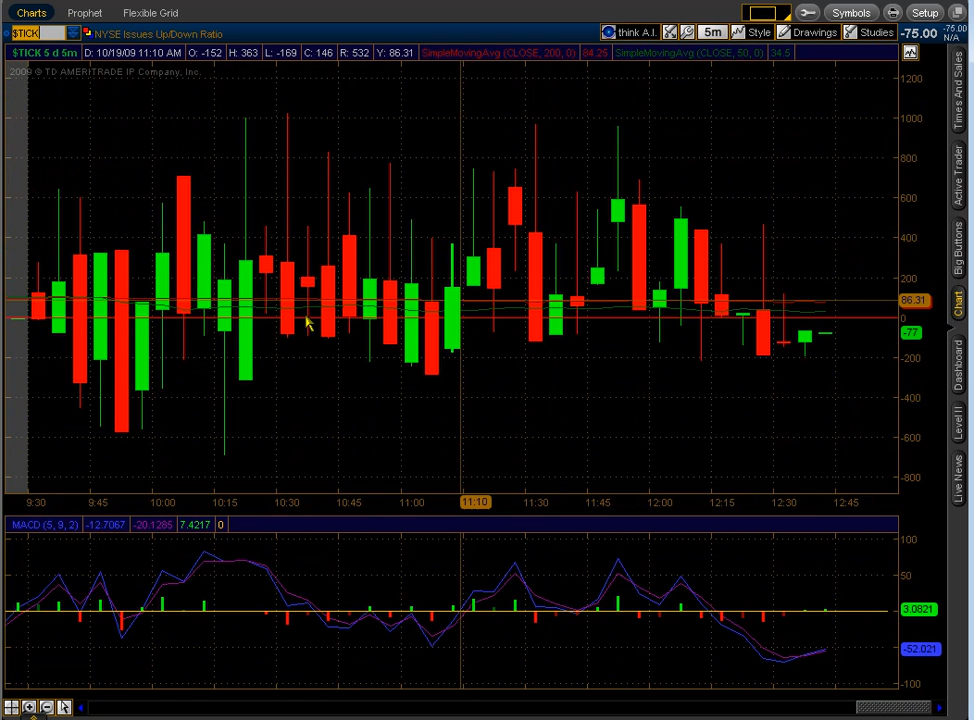 Charts Prophet Flexible Grid Symbols Setup
$TICK NYSE Issues Up/Down Ratio think A.I. 5m Style Drawings Studies -75.00 -75.00 N/A
$TICK 5 d 5m D: 10/19/09 11:10 AM O: -152 H: 363 L: -169 C: 146 R: 532 Y: 86.31 SimpleMovingAvg (CLOSE, 200, 0) 84.25 SimpleMovingAvg (CLOSE, 50, 0) 34.5
2009 © TD AMERITRADE IP Company, Inc.
1200
1000
800
600
400
200
86.31
0
-77
-200
-400
-600
-800
9:30 9:45 10:00 10:15 10:30 10:45 11:00 11:10 11:30 11:45 12:00 12:15 12:30 12:45
MACD (5, 9, 2) -12.7067 -20.1285 7.4217 0
100
50
3.0821
-52.021
-100
Times And Sales
Active Trader
Big Buttons
Chart
Dashboard
Level II
Live News